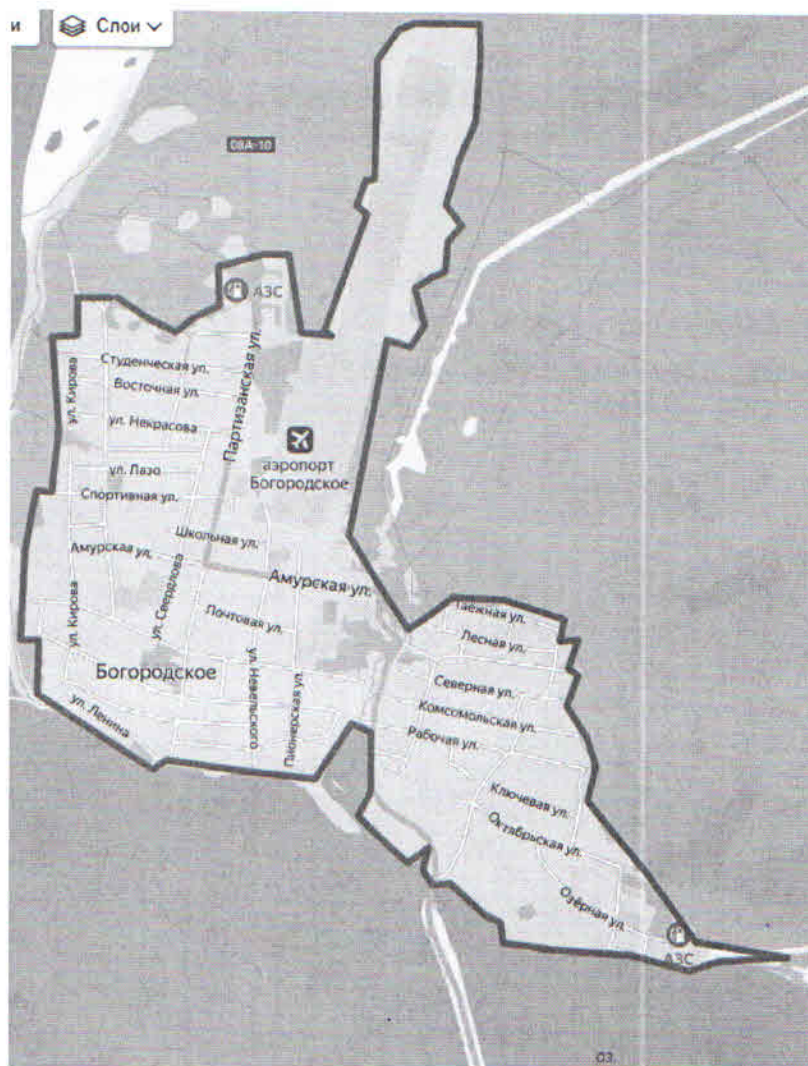 и
Слои
08А-10
АЗС
Студенческая ул.
Восточная ул.
ул. Кирова
Партизанская ул.
ул. Некрасова
аэропорт
Богородское
ул. Лазо
Спортивная ул.
Школьная ул.
Амурская ул.
Амурская ул.
ул. Кирова
ул. Свердлова
Почтовая ул.
Таёжная ул.
Лесная ул.
Богородское
ул. Невельского
Пионерская ул.
Северная ул.
Комсомольская ул.
ул. Ленина
Рабочая ул.
Ключевая ул.
Октябрьская ул.
Озёрная ул.
АЗС
оз.